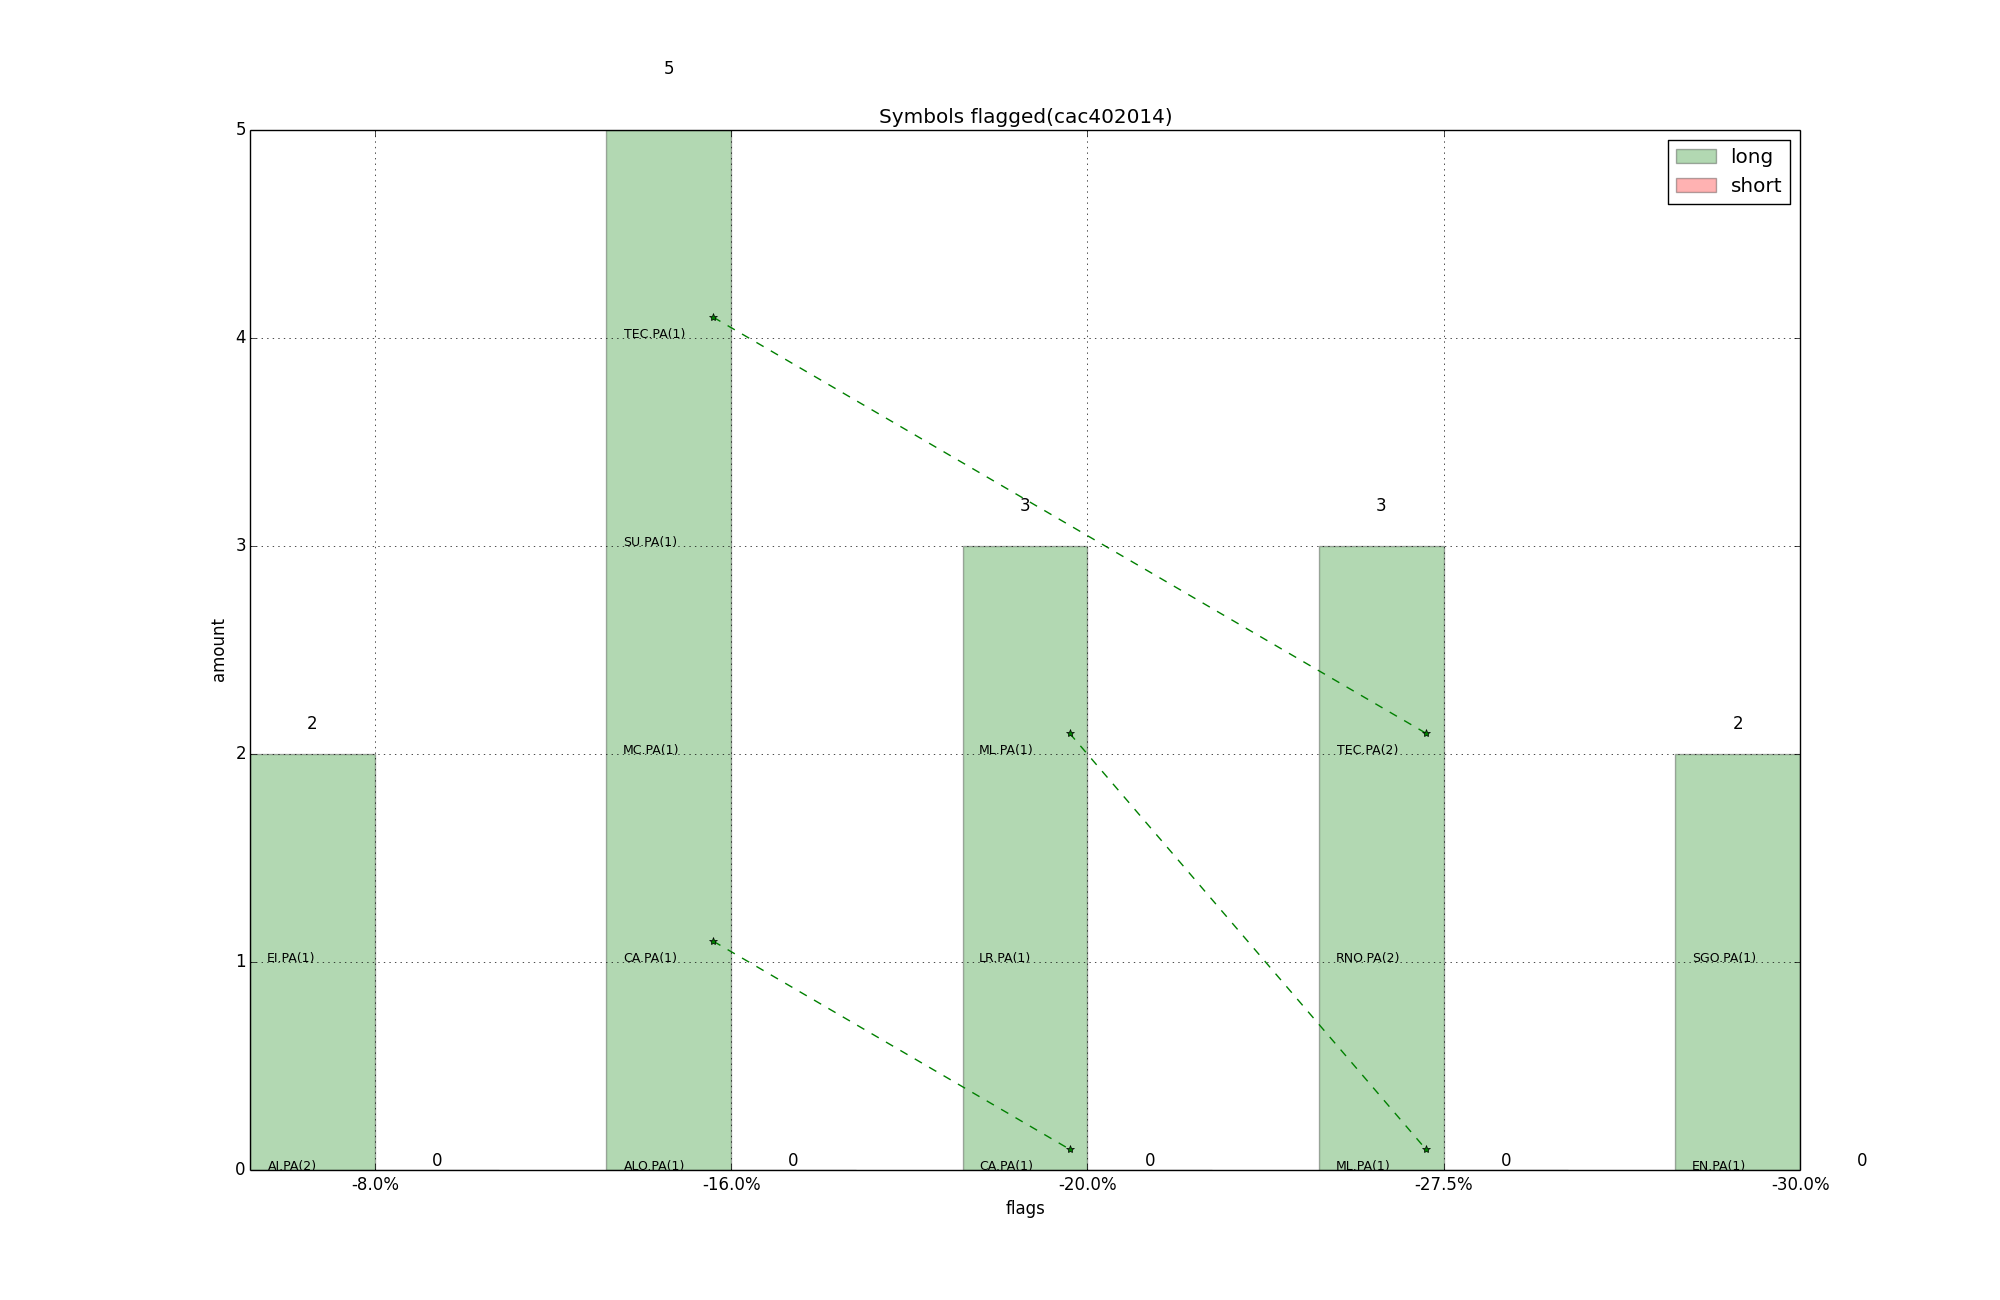 5
Symbols flagged(cac402014)
long
short
5
4
3
2
1
0
amount
TEC.PA(1)
SU.PA(1)
3
3
2
2
MC.PA(1)
ML.PA(1)
TEC.PA(2)
EI.PA(1)
CA.PA(1)
LR.PA(1)
RNO.PA(2)
SGO.PA(1)
AI.PA(2)
0
ALO.PA(1)
0
CA.PA(1)
0
ML.PA(1)
0
EN.PA(1)
0
-8.0%
-16.0%
-20.0%
-27.5%
-30.0%
flags